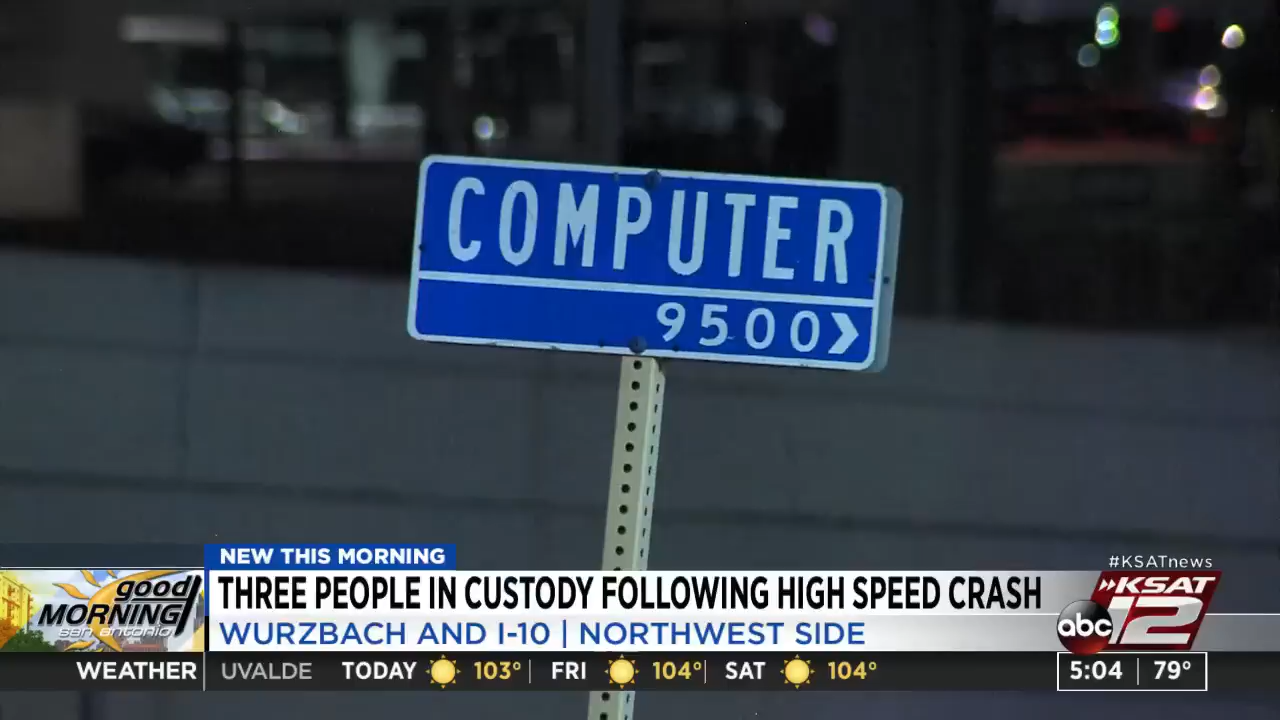 COMPUTER
9500
NEW THIS MORNING
#KSATnews
good MORNING!
san antonio
THREE PEOPLE IN CUSTODY FOLLOWING HIGH SPEED CRASH
WURZBACH AND I-10 | NORTHWEST SIDE
KSAT
abc 12
WEATHER UVALDE TODAY 103° FRI 104° SAT 104°
5:04 79°